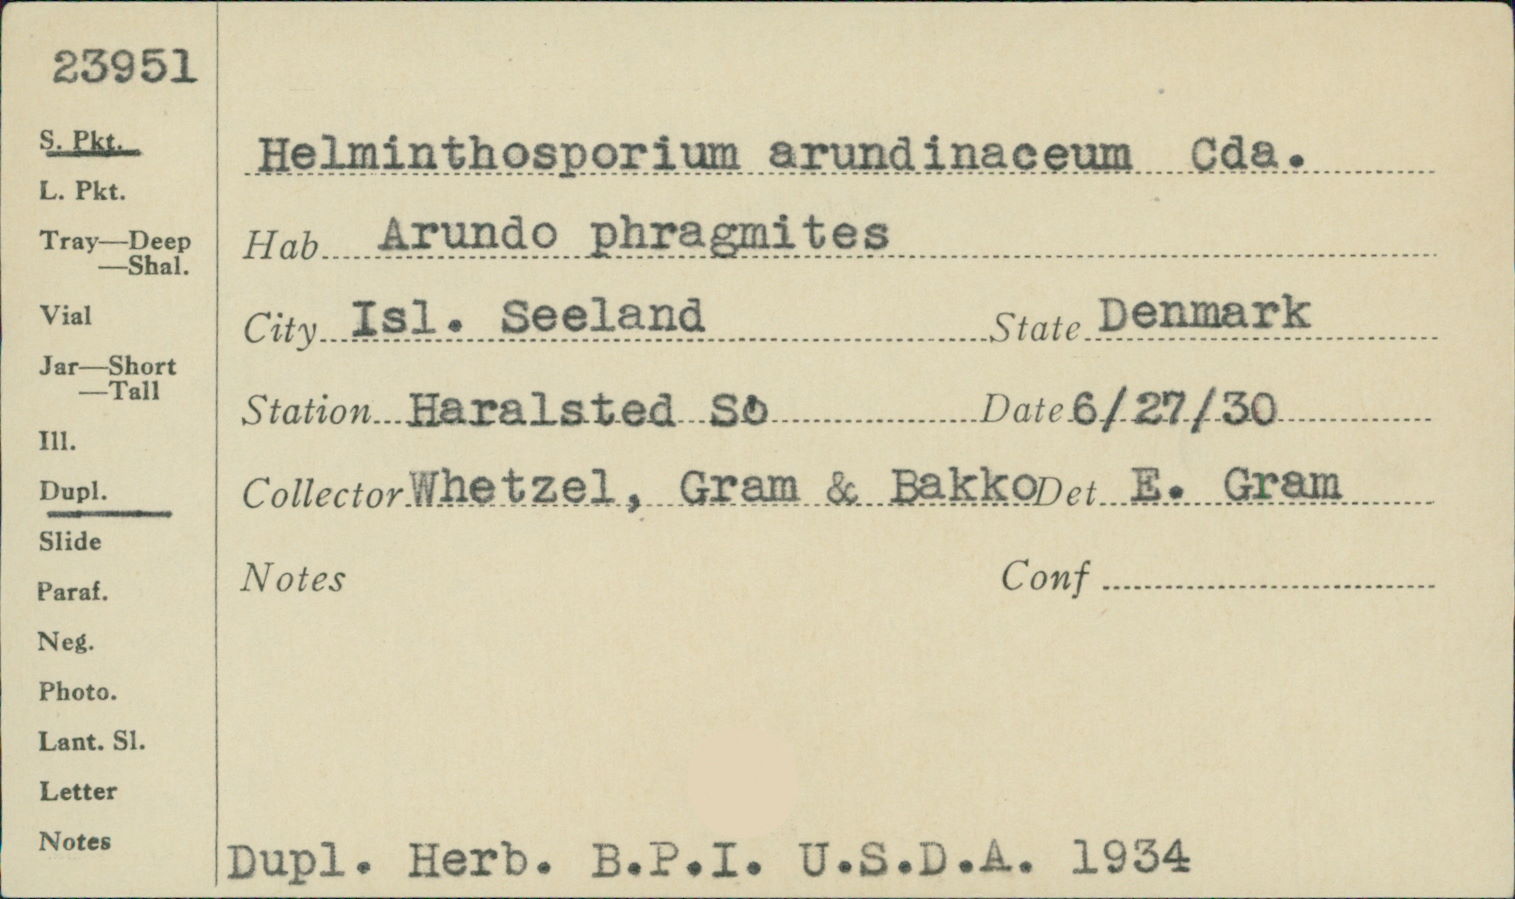 23951
S. Pkt.
L. Pkt.
Tray—Deep
—Shal.
Vial
Jar—Short
—Tall
Ill.
Dupl.
Slide
Paraf.
Neg.
Photo.
Lant. Sl.
Letter
Notes
Helminthosporium arundinaceum Cda.
Hab Arundo phragmites
City Isl. Seeland State Denmark
Station Haralsted Sö Date 6/27/30
Collector Whetzel, Gram & Bakko Det E. Gram
Notes Conf
Dupl. Herb. B.P.I. U.S.D.A. 1934